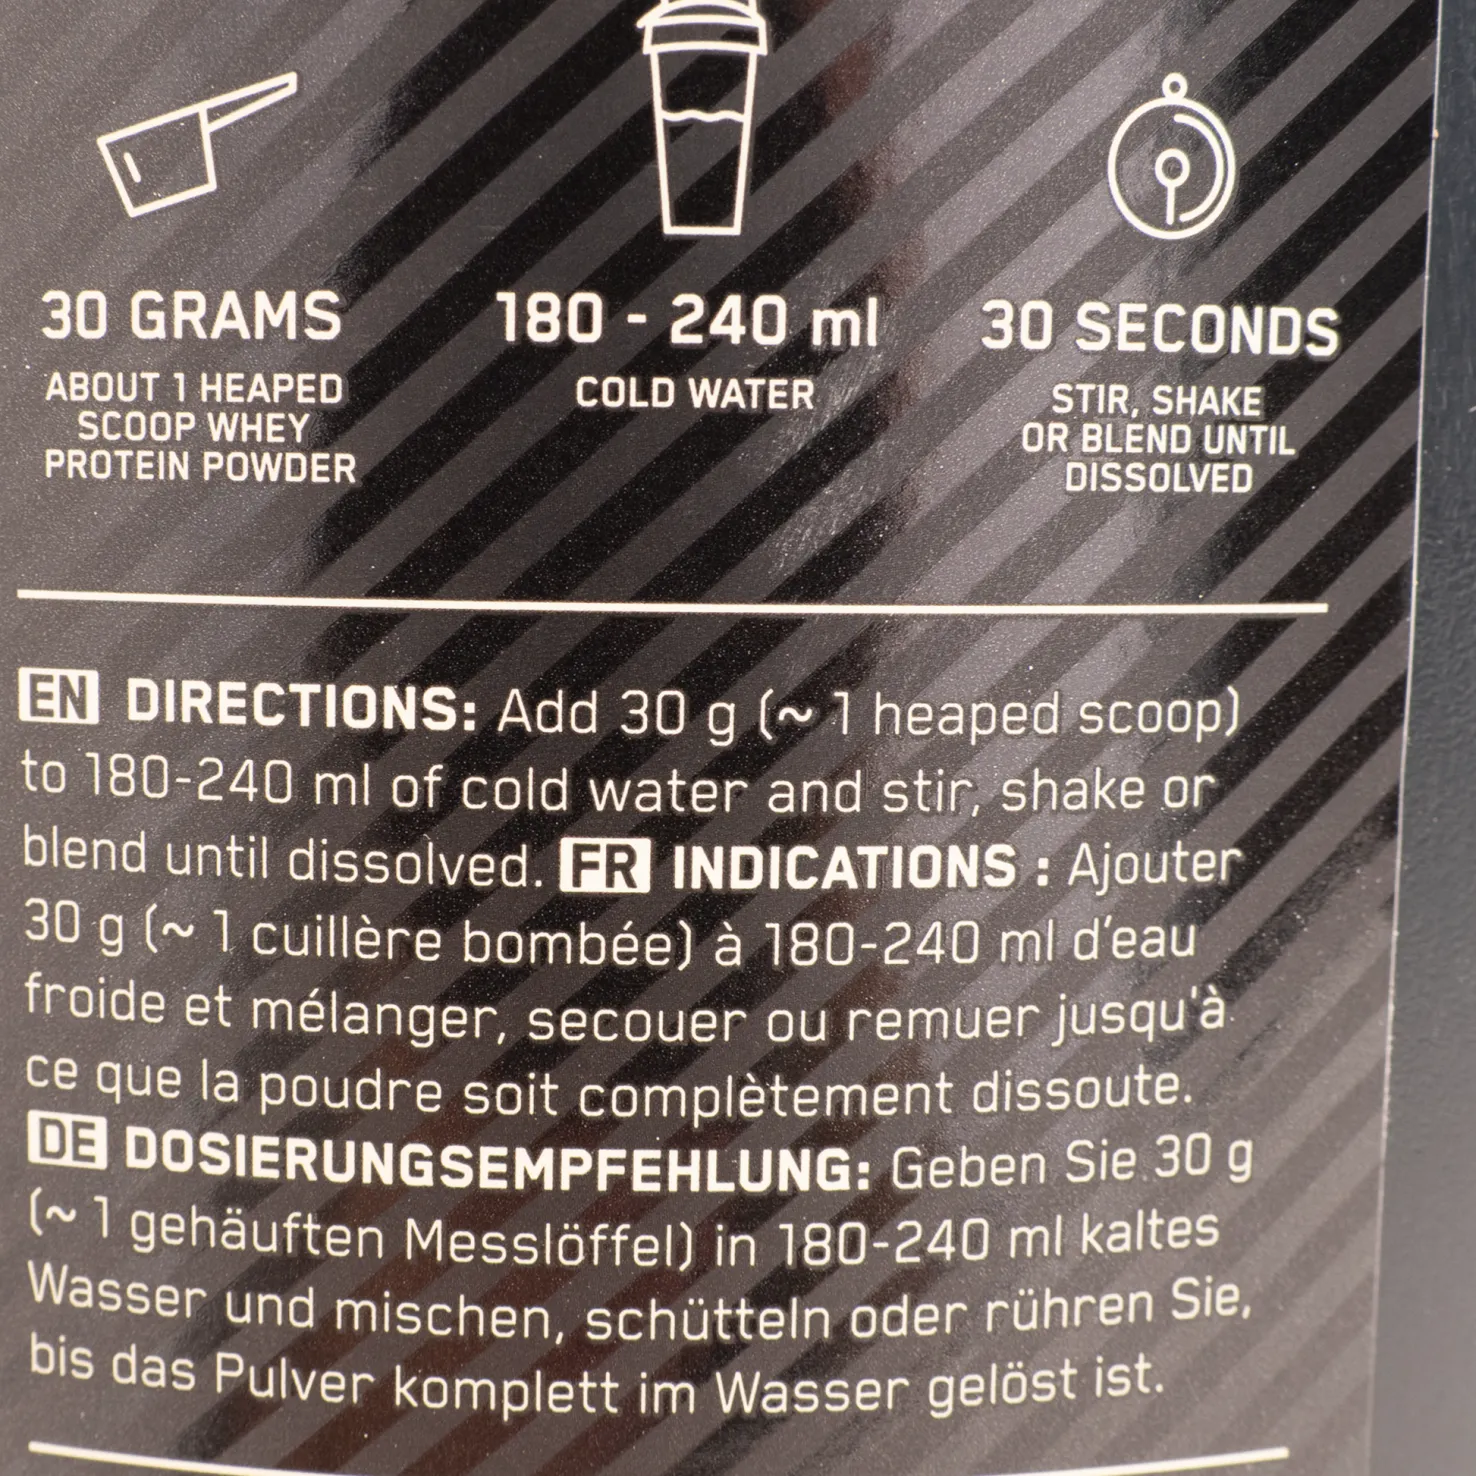 30 GRAMS
ABOUT 1 HEAPED
SCOOP WHEY
PROTEIN POWDER
180 - 240 ml
COLD WATER
30 SECONDS
STIR, SHAKE
OR BLEND UNTIL
DISSOLVED
EN DIRECTIONS: Add 30 g (~ 1 heaped scoop)
to 180-240 ml of cold water and stir, shake or
blend until dissolved. FR INDICATIONS : Ajouter
30 g (~ 1 cuillère bombée) à 180-240 ml d'eau
froide et mélanger, secouer ou remuer jusqu'à
ce que la poudre soit complètement dissoute.
DE DOSIERUNGSEMPFEHLUNG: Geben Sie 30 g
(~ 1 gehäuften Messlöffel) in 180-240 ml kaltes
Wasser und mischen, schütteln oder rühren Sie,
bis das Pulver komplett im Wasser gelöst ist.